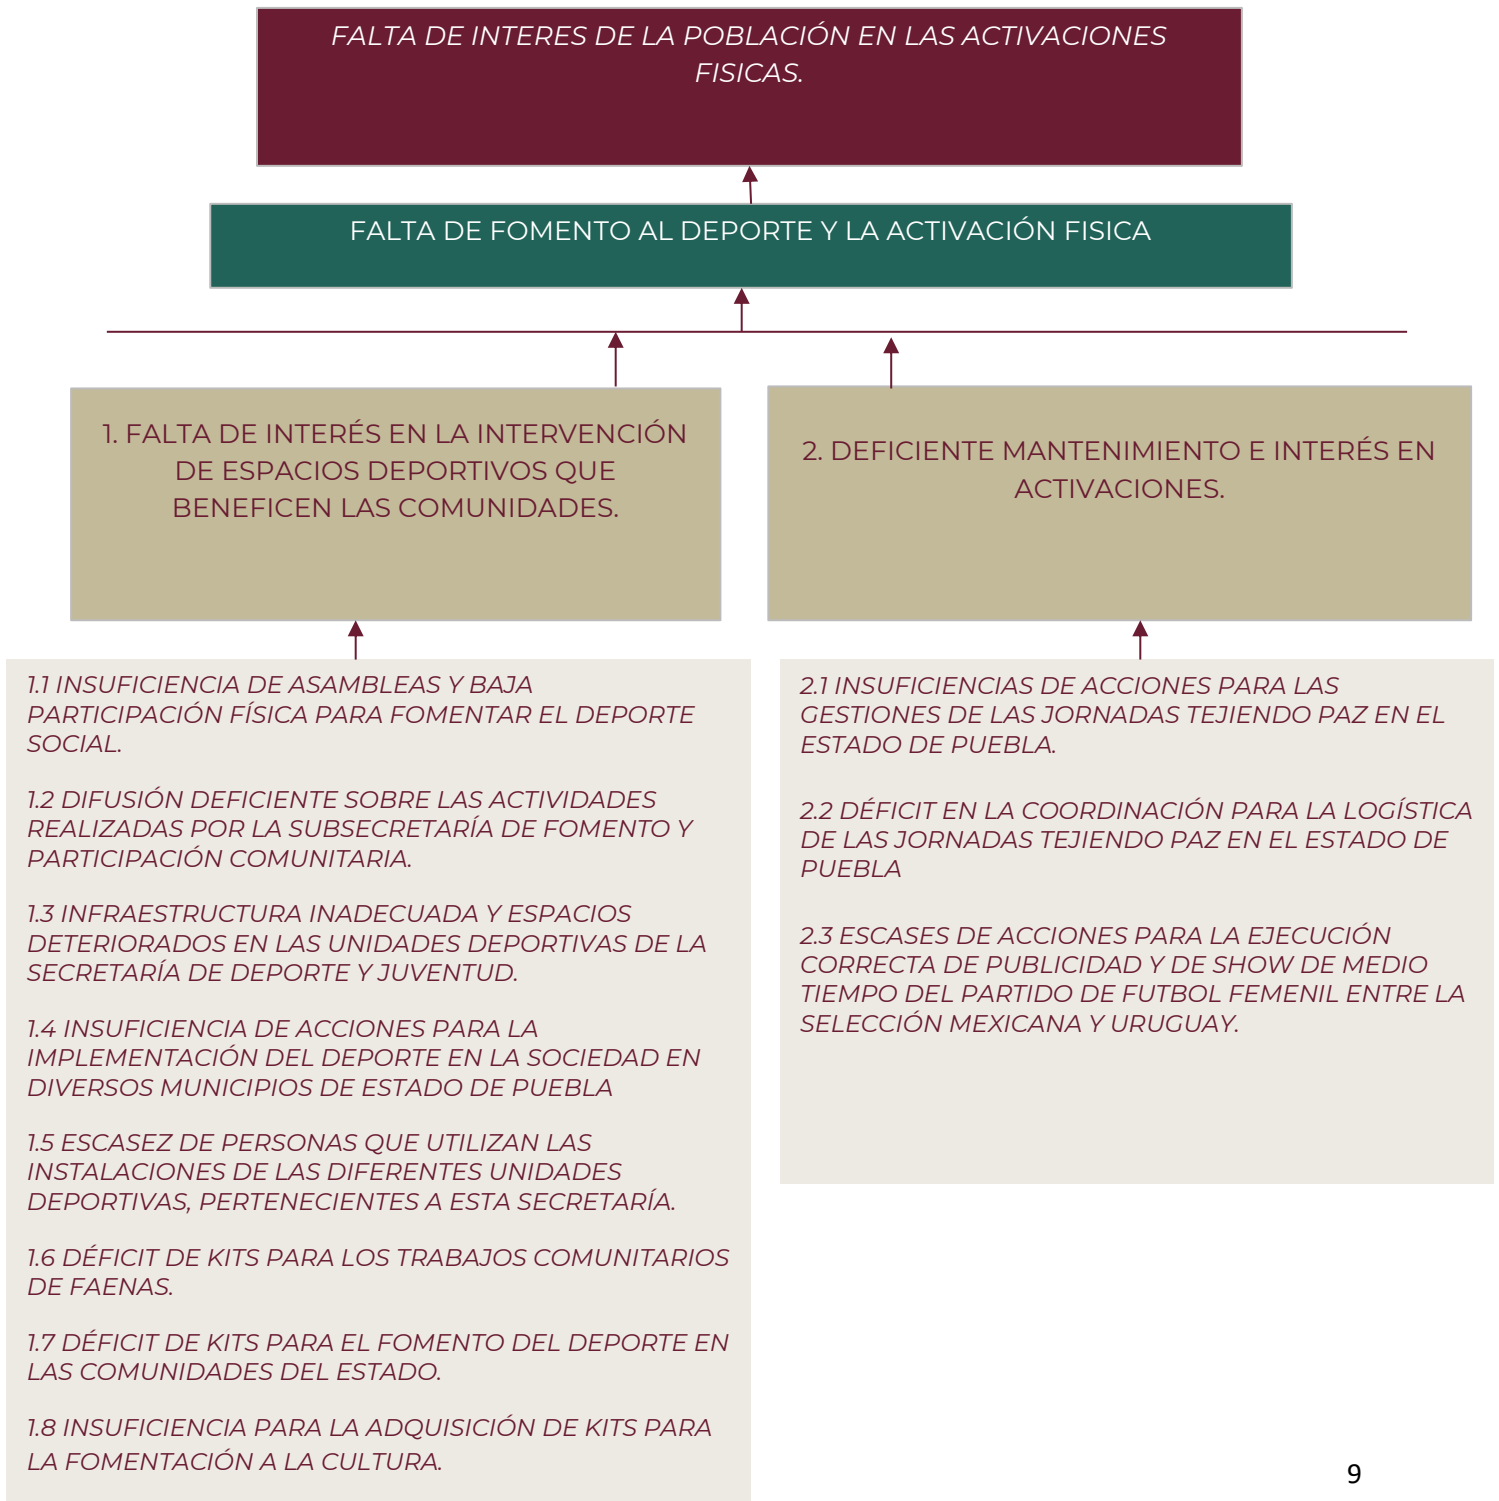 FALTA DE INTERES DE LA POBLACIÓN EN LAS ACTIVACIONES
FISICAS.
FALTA DE FOMENTO AL DEPORTE Y LA ACTIVACIÓN FISICA
1. FALTA DE INTERÉS EN LA INTERVENCIÓN
DE ESPACIOS DEPORTIVOS QUE
BENEFICEN LAS COMUNIDADES.
2. DEFICIENTE MANTENIMIENTO E INTERÉS EN
ACTIVACIONES.
1.1 INSUFICIENCIA DE ASAMBLEAS Y BAJA
PARTICIPACIÓN FÍSICA PARA FOMENTAR EL DEPORTE
SOCIAL.
1.2 DIFUSIÓN DEFICIENTE SOBRE LAS ACTIVIDADES
REALIZADAS POR LA SUBSECRETARÍA DE FOMENTO Y
PARTICIPACIÓN COMUNITARIA.
1.3 INFRAESTRUCTURA INADECUADA Y ESPACIOS
DETERIORADOS EN LAS UNIDADES DEPORTIVAS DE LA
SECRETARÍA DE DEPORTE Y JUVENTUD.
1.4 INSUFICIENCIA DE ACCIONES PARA LA
IMPLEMENTACIÓN DEL DEPORTE EN LA SOCIEDAD EN
DIVERSOS MUNICIPIOS DE ESTADO DE PUEBLA
1.5 ESCASEZ DE PERSONAS QUE UTILIZAN LAS
INSTALACIONES DE LAS DIFERENTES UNIDADES
DEPORTIVAS, PERTENECIENTES A ESTA SECRETARÍA.
1.6 DÉFICIT DE KITS PARA LOS TRABAJOS COMUNITARIOS
DE FAENAS.
1.7 DÉFICIT DE KITS PARA EL FOMENTO DEL DEPORTE EN
LAS COMUNIDADES DEL ESTADO.
1.8 INSUFICIENCIA PARA LA ADQUISICIÓN DE KITS PARA
LA FOMENTACIÓN A LA CULTURA.
2.1 INSUFICIENCIAS DE ACCIONES PARA LAS
GESTIONES DE LAS JORNADAS TEJIENDO PAZ EN EL
ESTADO DE PUEBLA.
2.2 DÉFICIT EN LA COORDINACIÓN PARA LA LOGÍSTICA
DE LAS JORNADAS TEJIENDO PAZ EN EL ESTADO DE
PUEBLA
2.3 ESCASES DE ACCIONES PARA LA EJECUCIÓN
CORRECTA DE PUBLICIDAD Y DE SHOW DE MEDIO
TIEMPO DEL PARTIDO DE FUTBOL FEMENIL ENTRE LA
SELECCIÓN MEXICANA Y URUGUAY.
9